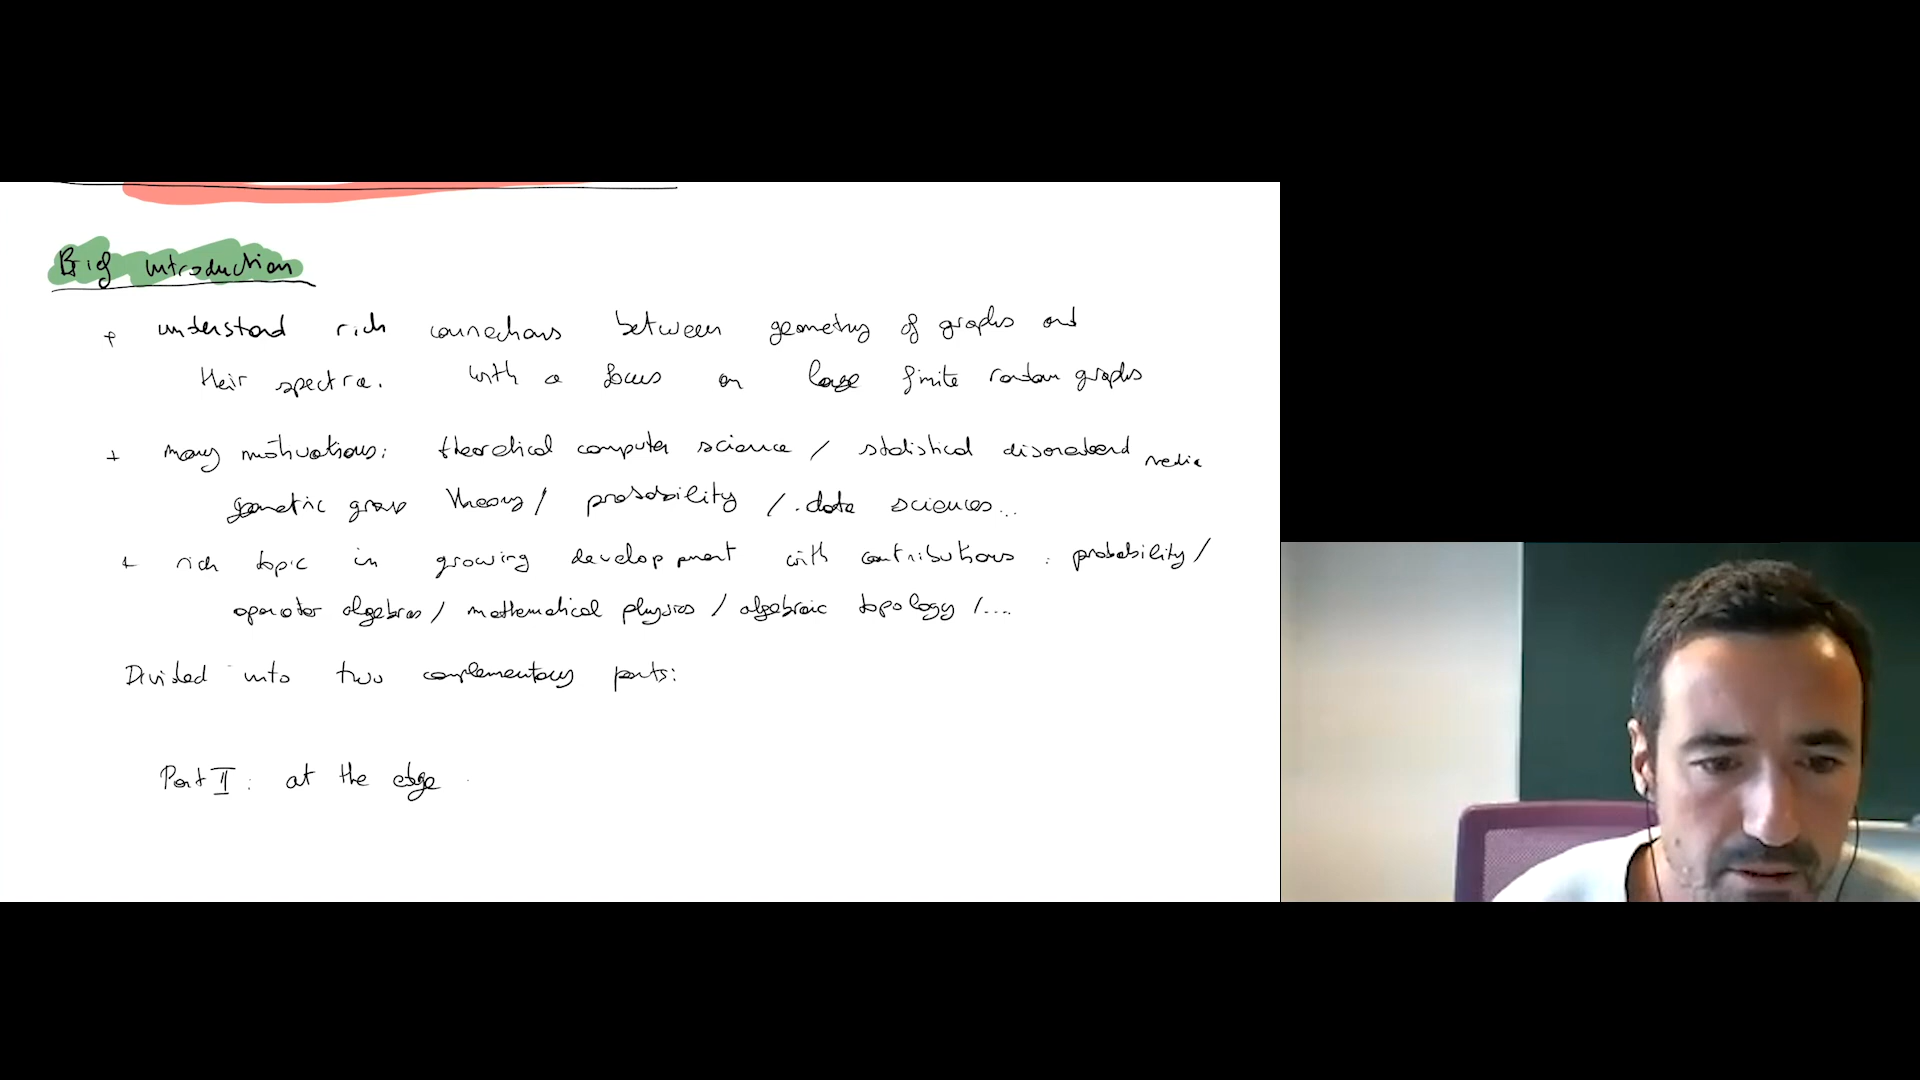 Brief introduction
+ understand rich connections between geometry of graphs and
their spectra. with a focus on large finite random graphs
+ many motivations: theoretical computer science / statistical disordered media
geometric group theory / probability / data sciences...
+ rich topic in growing development with contributions : probability /
operator algebras / mathematical physics / algebraic topology /....
Divided into two complementary parts:
Part II : at the edge